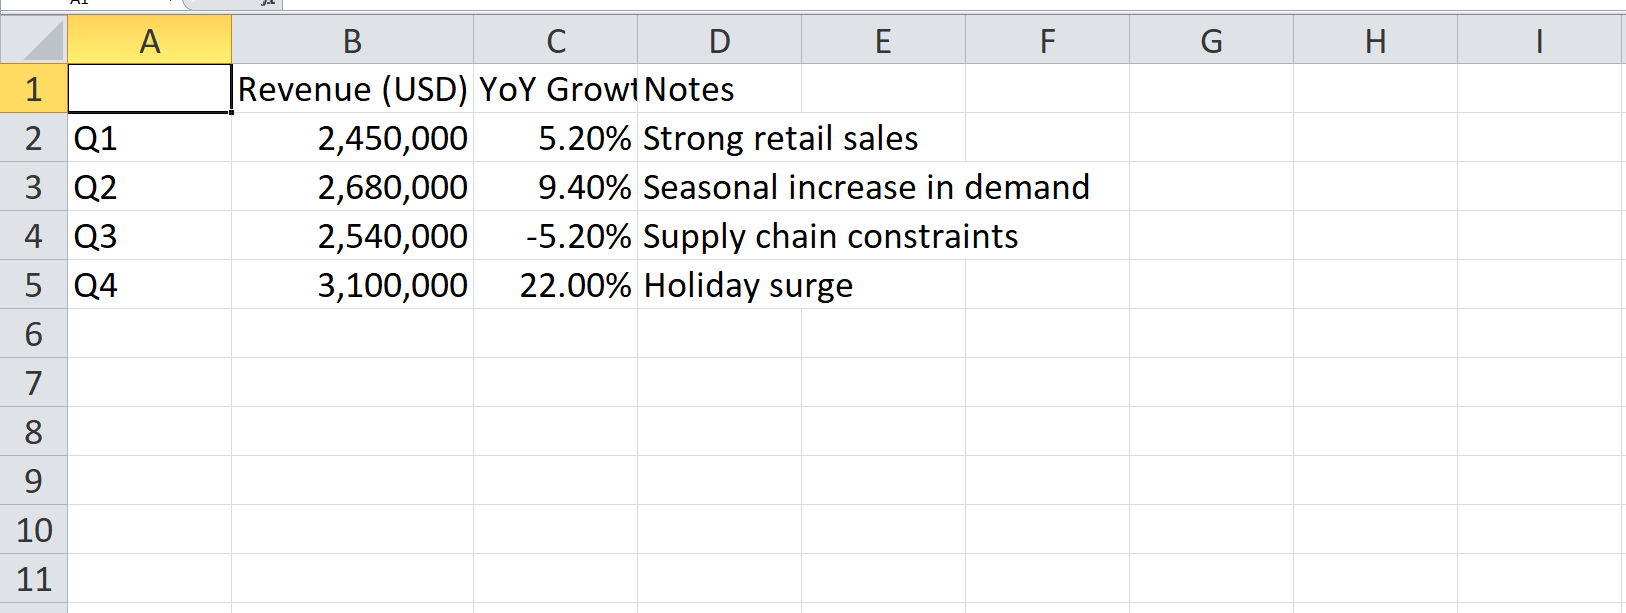 A B C D E F G H I
1 Revenue (USD) YoY Growt Notes
2 Q1 2,450,000 5.20% Strong retail sales
3 Q2 2,680,000 9.40% Seasonal increase in demand
4 Q3 2,540,000 -5.20% Supply chain constraints
5 Q4 3,100,000 22.00% Holiday surge
6
7
8
9
10
11